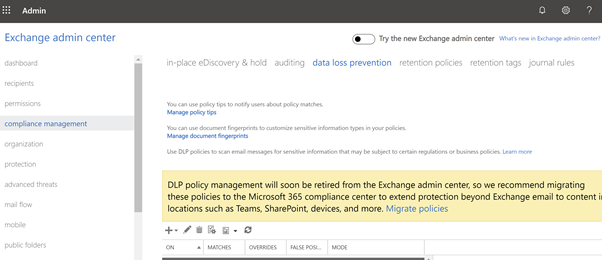 Admin
?
Exchange admin center
Try the new Exchange admin center What's new in Exchange admin center?
dashboard
recipients
permissions
compliance management
organization
protection
advanced threats
mail flow
mobile
public folders
in-place eDiscovery & hold auditing data loss prevention retention policies retention tags journal rules
You can use policy tips to notify users about policy matches.
Manage policy tips
You can use document fingerprints to customize sensitive information types in your policies.
Manage document fingerprints
Use DLP policies to scan email messages for sensitive information that may be subject to certain regulations or business policies. Learn more
DLP policy management will soon be retired from the Exchange admin center, so we recommend migrating
these policies to the Microsoft 365 compliance center to extend protection beyond Exchange email to content in
locations such as Teams, SharePoint, devices, and more. Migrate policies
ON MATCHES OVERRIDES FALSE POSI... MODE